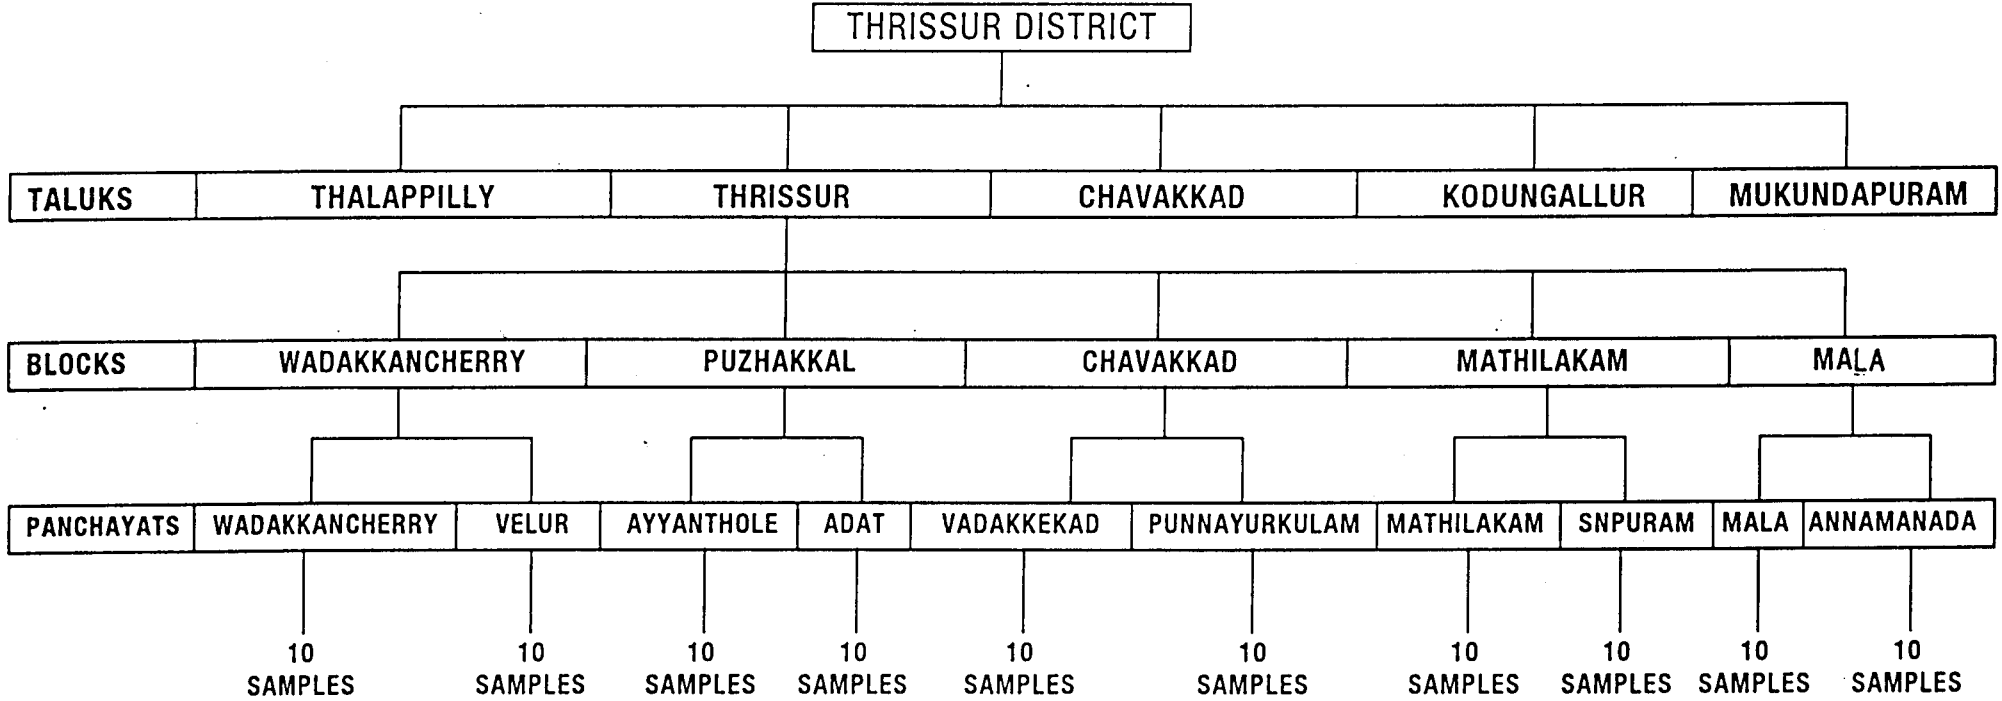 THRISSUR DISTRICT
TALUKS THALAPPILLY THRISSUR CHAVAKKAD KODUNGALLUR MUKUNDAPURAM
BLOCKS WADAKKANCHERRY PUZHAKKAL CHAVAKKAD MATHILAKAM MALA
PANCHAYATS WADAKKANCHERRY VELUR AYYANTHOLE ADAT VADAKKEKAD PUNNAYURKULAM MATHILAKAM SNPURAM MALA ANNAMANADA
10 10 10 10 10 10 10 10 10 10
SAMPLES SAMPLES SAMPLES SAMPLES SAMPLES SAMPLES SAMPLES SAMPLES SAMPLES SAMPLES